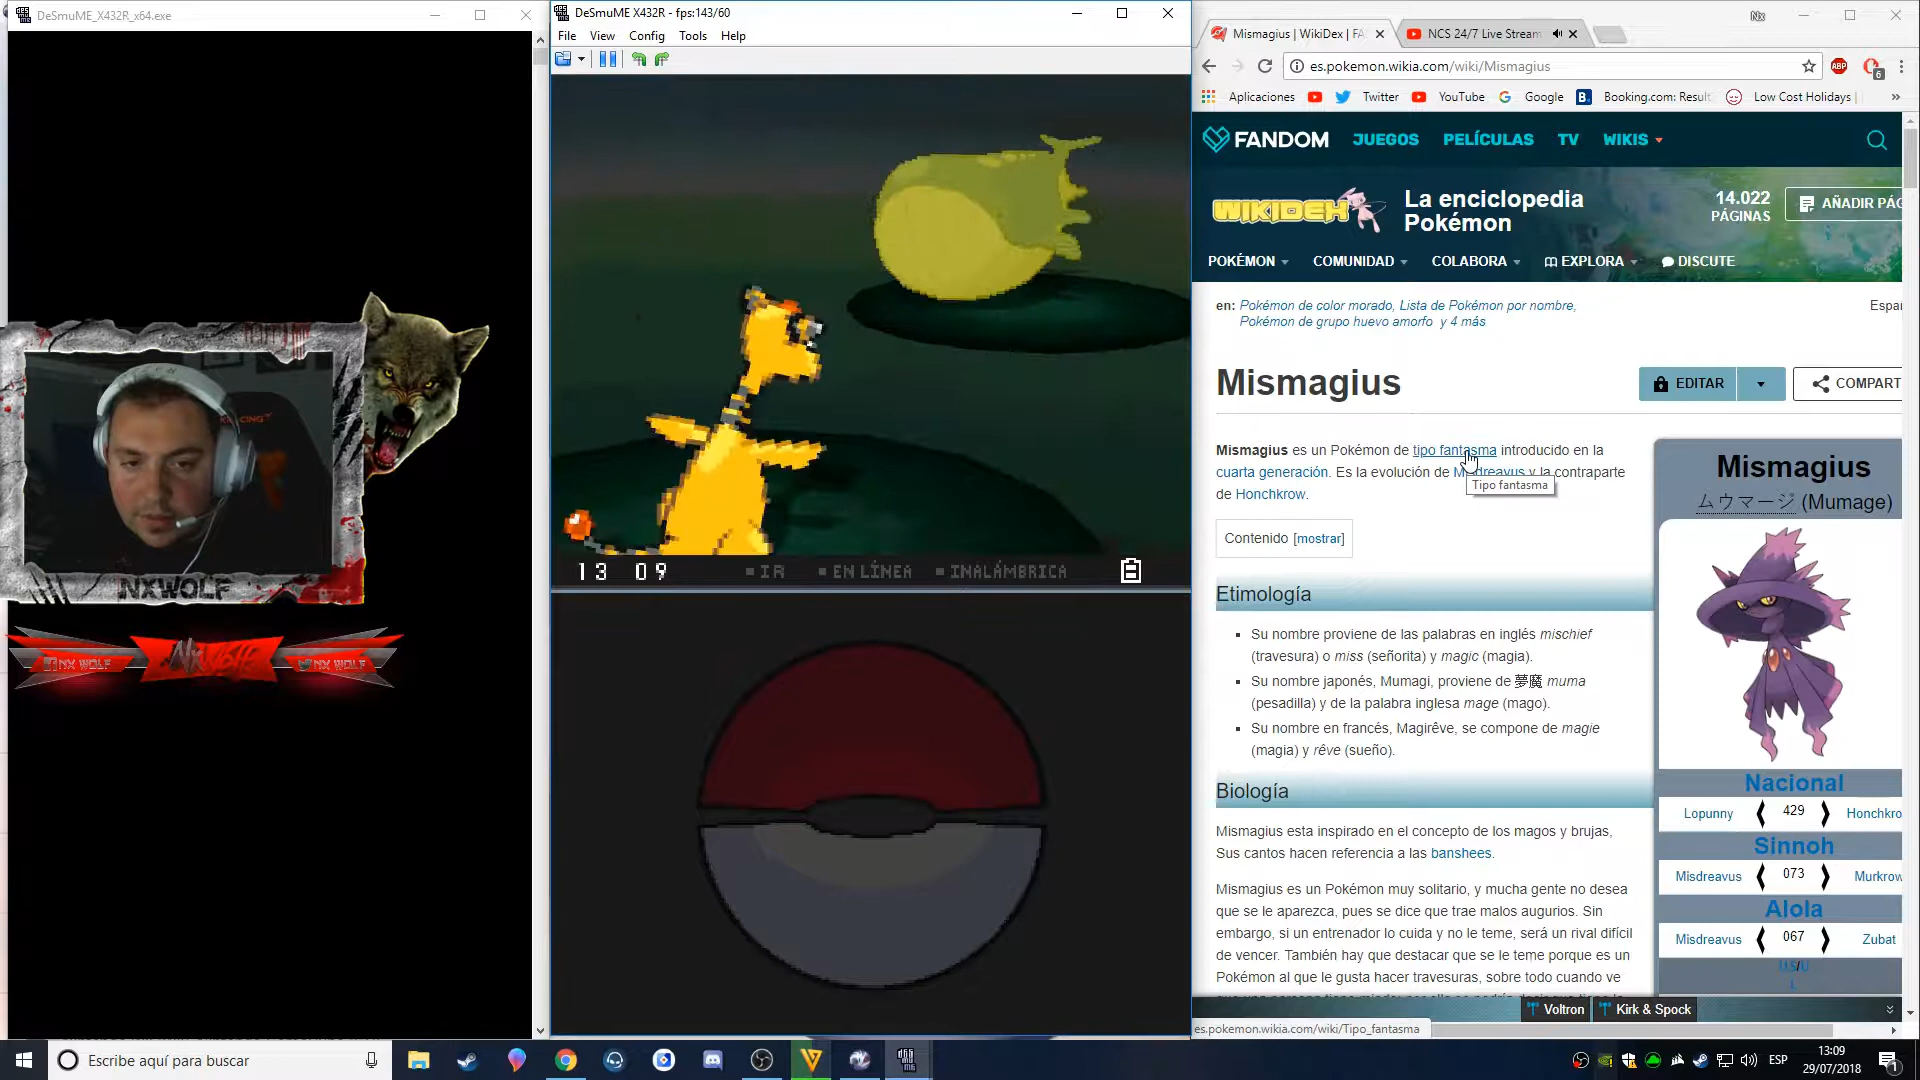 DeSmuME_X432R_x64.exe
NXWOLF
NX WOLF
NxWolf
NX WOLF
DeSmuME X432R - fps:143/60
File View Config Tools Help
13 09 IR EN LÍNEA INALÁMBRICA
Mismagius | WikiDex | FA
NCS 24/7 Live Stream
Nx
es.pokemon.wikia.com/wiki/Mismagius
ABP
6
Aplicaciones Twitter YouTube Google Booking.com: Result Low Cost Holidays »
FANDOM JUEGOS PELÍCULAS TV WIKIS
WIKIDEX
La enciclopedia
Pokémon
14.022
PÁGINAS
AÑADIR PÁG
POKÉMON COMUNIDAD COLABORA EXPLORA DISCUTE
en: Pokémon de color morado, Lista de Pokémon por nombre,
Pokémon de grupo huevo amorfo y 4 más
Espar
Mismagius
EDITAR
COMPART
Mismagius es un Pokémon de tipo fantasma introducido en la
cuarta generación. Es la evolución de Misdreavus y la contraparte
de Honchkrow.
Tipo fantasma
Contenido [mostrar]
Etimología
Su nombre proviene de las palabras en inglés mischief
(travesura) o miss (señorita) y magic (magia).
Su nombre japonés, Mumagi, proviene de 夢魔 muma
(pesadilla) y de la palabra inglesa mage (mago).
Su nombre en francés, Magirêve, se compone de magie
(magia) y rêve (sueño).
Biología
Mismagius esta inspirado en el concepto de los magos y brujas,
Sus cantos hacen referencia a las banshees.
Mismagius es un Pokémon muy solitario, y mucha gente no desea
que se le aparezca, pues se dice que trae malos augurios. Sin
embargo, si un entrenador lo cuida y no le teme, será un rival difícil
de vencer. También hay que destacar que se le teme porque es un
Pokémon al que le gusta hacer travesuras, sobre todo cuando ve
Mismagius
ムウマージ (Mumage)
Nacional
Lopunny 429 Honchkro
Sinnoh
Misdreavus 073 Murkrow
Alola
Misdreavus 067 Zubat
US/U
L
Voltron Kirk & Spock
es.pokemon.wikia.com/wiki/Tipo_fantasma
Escribe aquí para buscar
ESP
13:09
29/07/2018
1